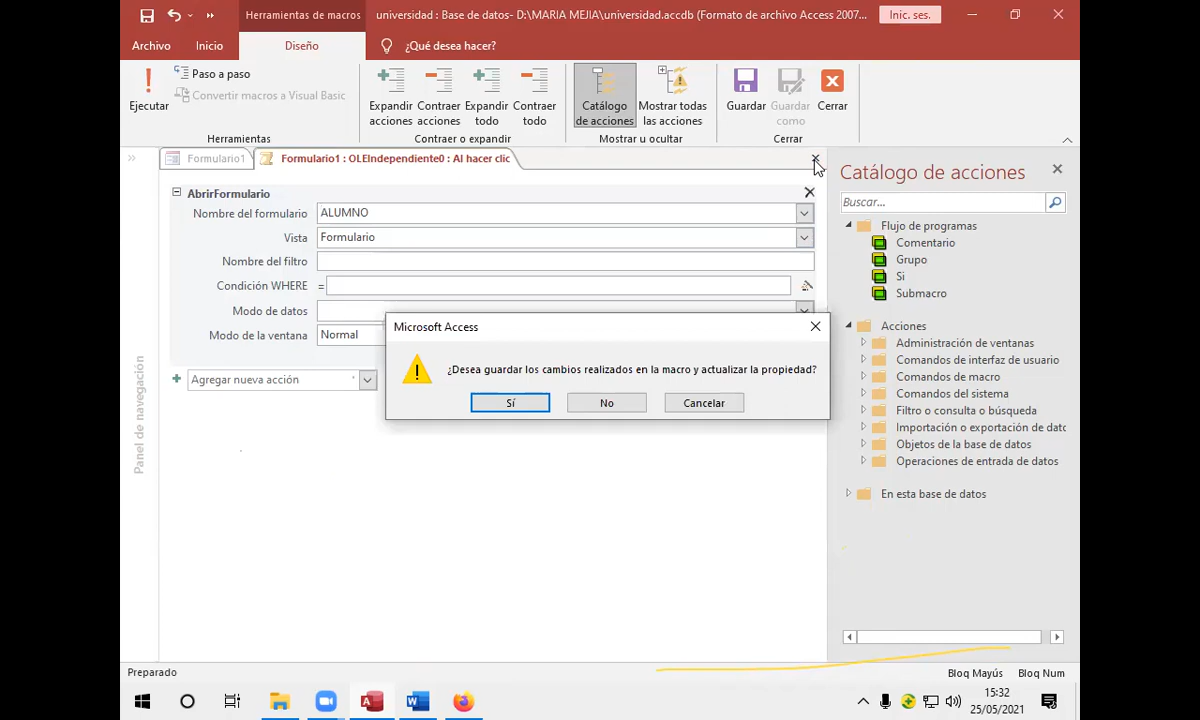 Herramientas de macros
universidad : Base de datos- D:\MARIA MEJIA\universidad.accdb (Formato de archivo Access 2007...
Inic. ses.
Archivo
Inicio
Diseño
¿Qué desea hacer?
Ejecutar
Paso a paso
Convertir macros a Visual Basic
Herramientas
Expandir acciones
Contraer acciones
Expandir todo
Contraer todo
Contraer o expandir
Catálogo de acciones
Mostrar todas las acciones
Mostrar u ocultar
Guardar
Guardar como
Cerrar
Cerrar
Formulario1
Formulario1 : OLEIndependiente0 : Al hacer clic
Panel de navegación
AbrirFormulario
Nombre del formulario ALUMNO
Vista Formulario
Nombre del filtro
Condición WHERE =
Modo de datos
Modo de la ventana Normal
Agregar nueva acción
Microsoft Access
¿Desea guardar los cambios realizados en la macro y actualizar la propiedad?
Sí No Cancelar
Catálogo de acciones
Buscar...
Flujo de programas
Comentario
Grupo
Si
Submacro
Acciones
Administración de ventanas
Comandos de interfaz de usuario
Comandos de macro
Comandos del sistema
Filtro o consulta o búsqueda
Importación o exportación de datc
Objetos de la base de datos
Operaciones de entrada de datos
En esta base de datos
Preparado
Bloq Mayús Bloq Num
15:32
25/05/2021